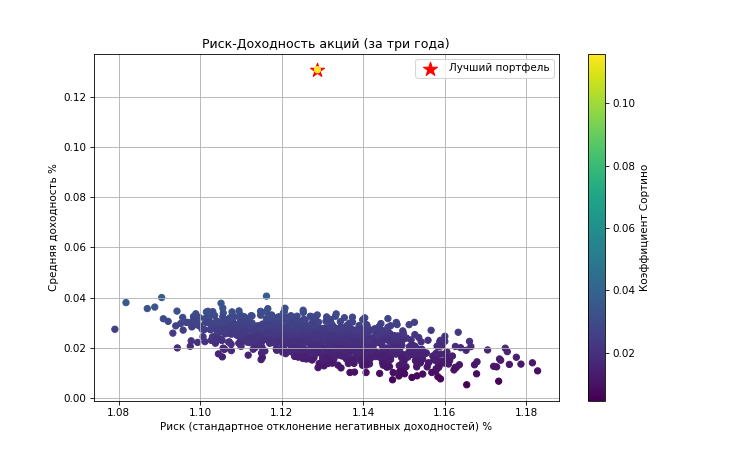 Риск-Доходность акций (за три года)
Лучший портфель
Средняя доходность %
0.12
0.10
0.08
0.06
0.04
0.02
0.00
1.08 1.10 1.12 1.14 1.16 1.18
Риск (стандартное отклонение негативных доходностей) %
0.10
0.08
0.06
0.04
0.02
Коэффициент Сортино